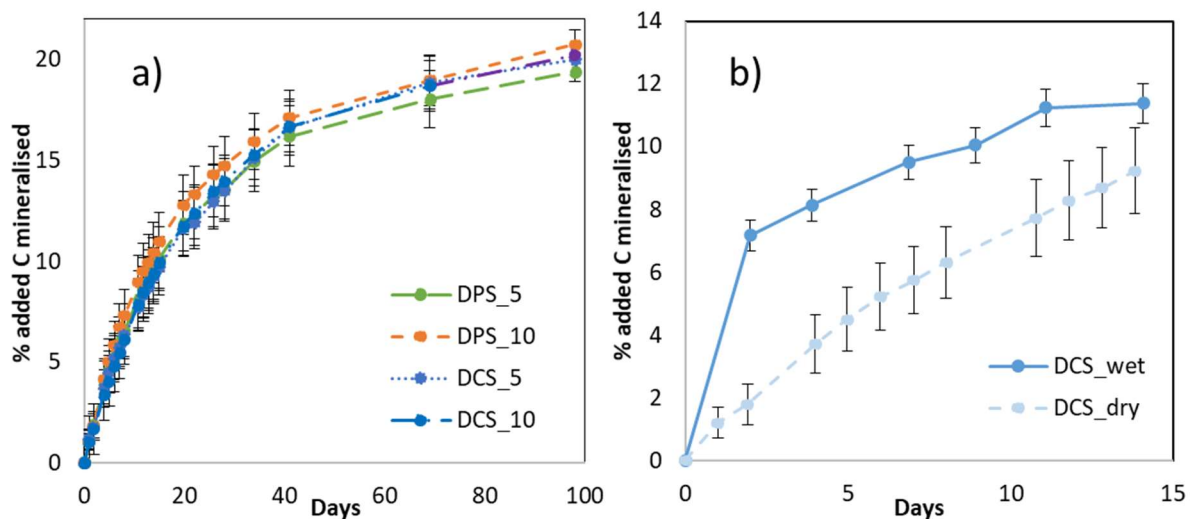 a)
% added C mineralised
20
15
10
5
0
0 20 40 60 80 100
Days
DPS_5
DPS_10
DCS_5
DCS_10
b)
% added C mineralised
14
12
10
8
6
4
2
0
0 5 10 15
Days
DCS_wet
DCS_dry